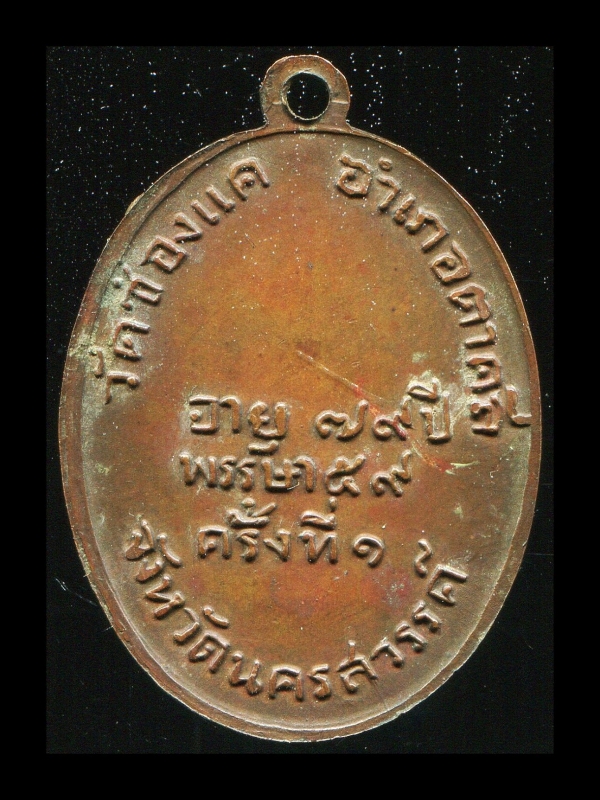 วัดช่องแค
อำเภอตาคลี
อายุ ๗๙ ปี
พรรษา ๕๙
ครั้งที่ ๑
จังหวัดนครสวรรค์